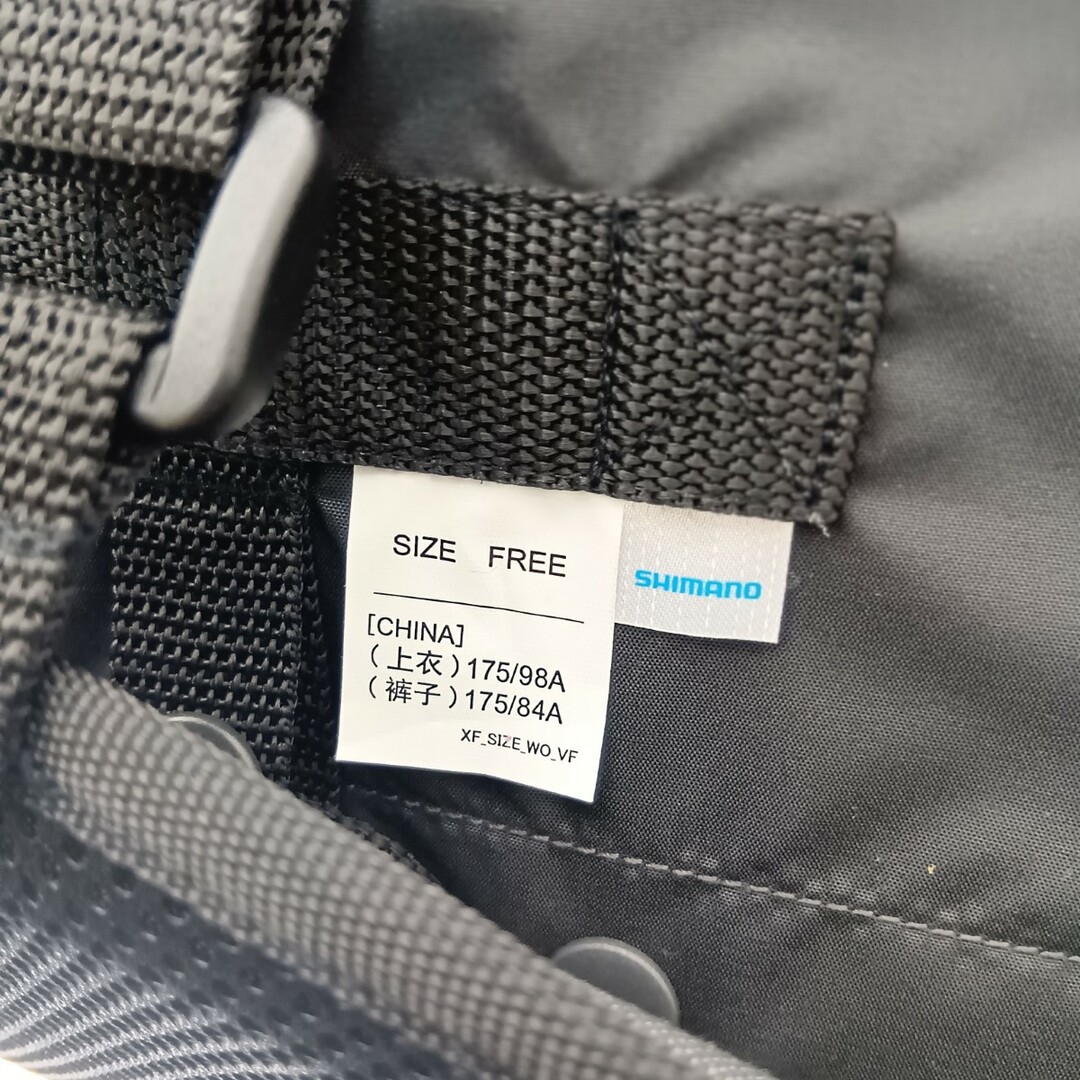 SIZE FREE
[CHINA]
(上衣)175/98A
(裤子)175/84A
XF_SIZE_WO_VF
SHIMANO